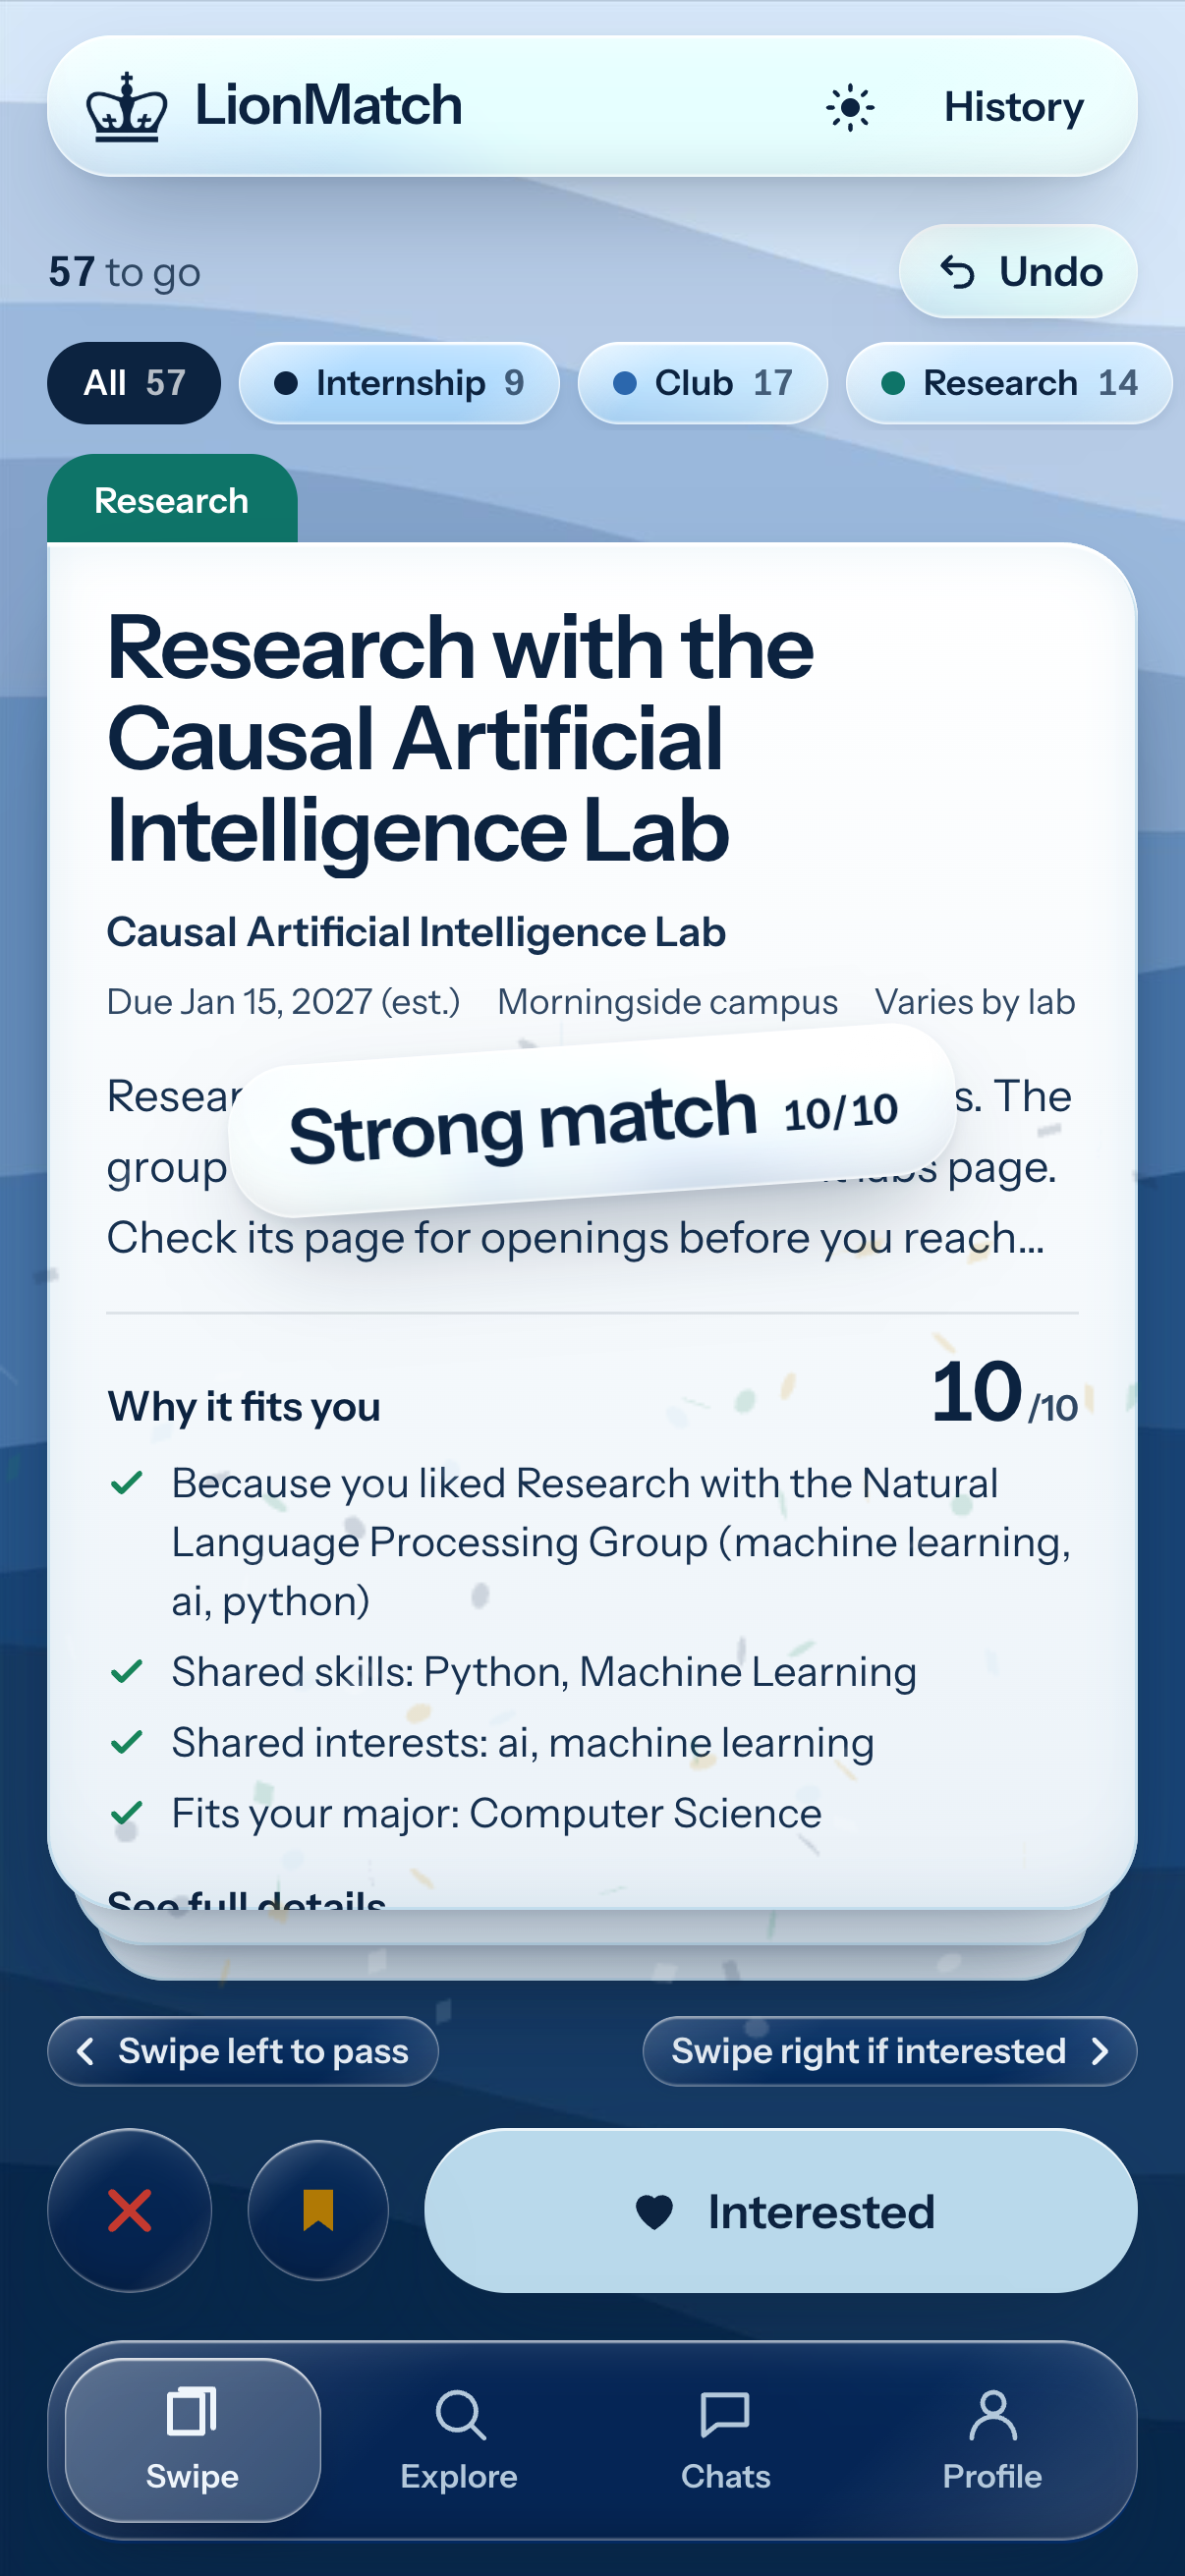 LionMatch
History
57 to go
Undo
All 57
Internship 9
Club 17
Research 14
Research
Research with the
Causal Artificial
Intelligence Lab
Causal Artificial Intelligence Lab
Due Jan 15, 2027 (est.) Morningside campus Varies by lab
Strong match 10/10
The
group page.
Check its page for openings before you reach...
Why it fits you
10/10
Because you liked Research with the Natural
Language Processing Group (machine learning,
ai, python)
Shared skills: Python, Machine Learning
Shared interests: ai, machine learning
Fits your major: Computer Science
See full details
Swipe left to pass
Swipe right if interested
Interested
Swipe
Explore
Chats
Profile